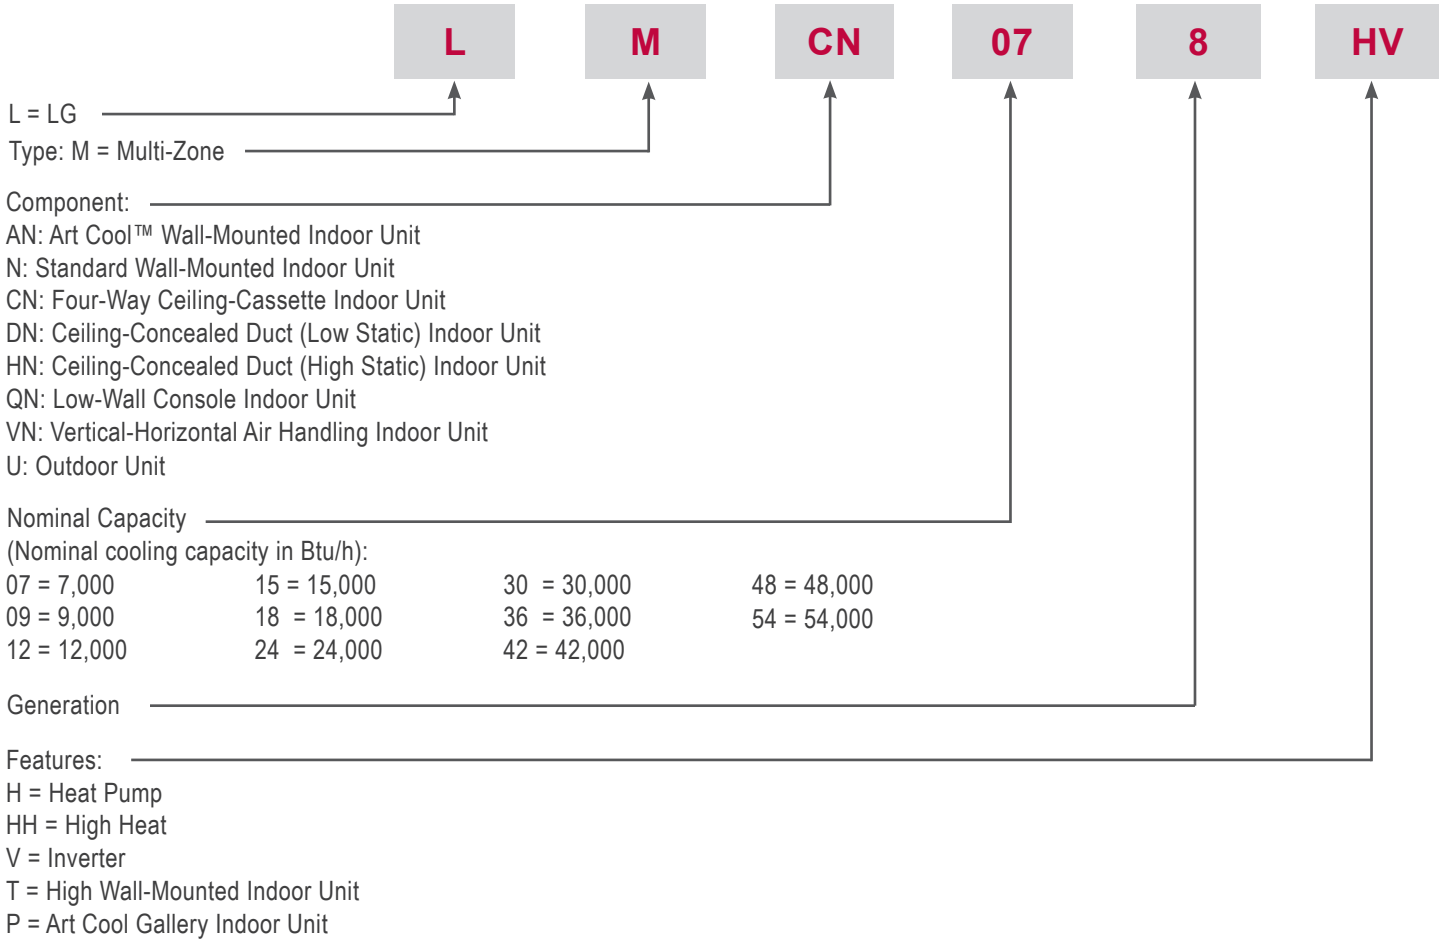 L M CN 07 8 HV
L = LG
Type: M = Multi-Zone
Component:
AN: Art Cool™ Wall-Mounted Indoor Unit
N: Standard Wall-Mounted Indoor Unit
CN: Four-Way Ceiling-Cassette Indoor Unit
DN: Ceiling-Concealed Duct (Low Static) Indoor Unit
HN: Ceiling-Concealed Duct (High Static) Indoor Unit
QN: Low-Wall Console Indoor Unit
VN: Vertical-Horizontal Air Handling Indoor Unit
U: Outdoor Unit
Nominal Capacity
(Nominal cooling capacity in Btu/h):
07 = 7,000 15 = 15,000 30 = 30,000 48 = 48,000
09 = 9,000 18 = 18,000 36 = 36,000 54 = 54,000
12 = 12,000 24 = 24,000 42 = 42,000
Generation
Features:
H = Heat Pump
HH = High Heat
V = Inverter
T = High Wall-Mounted Indoor Unit
P = Art Cool Gallery Indoor Unit